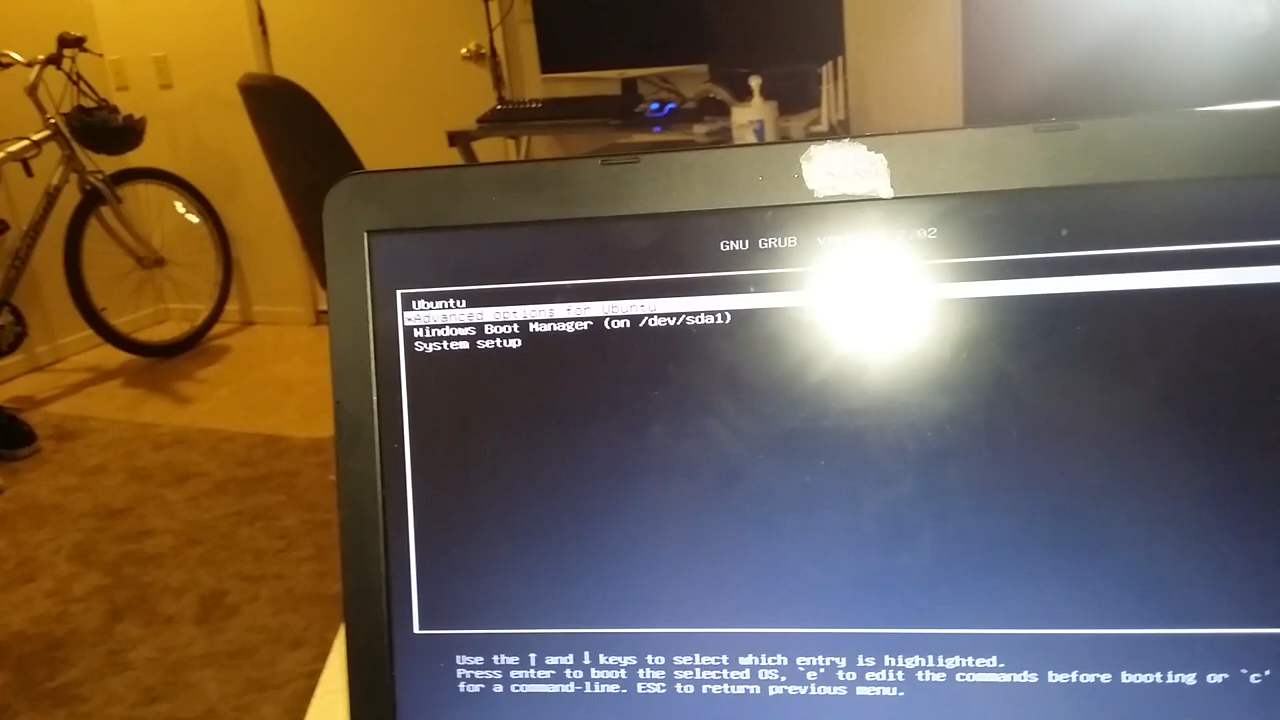 GNU GRUB
Ubuntu
*Advanced options for Ubuntu
Windows Boot Manager (on /dev/sda1)
System setup
Use the ↑ and ↓ keys to select which entry is highlighted.
Press enter to boot the selected OS, `e' to edit the commands before booting or `c'
for a command-line. ESC to return previous menu.